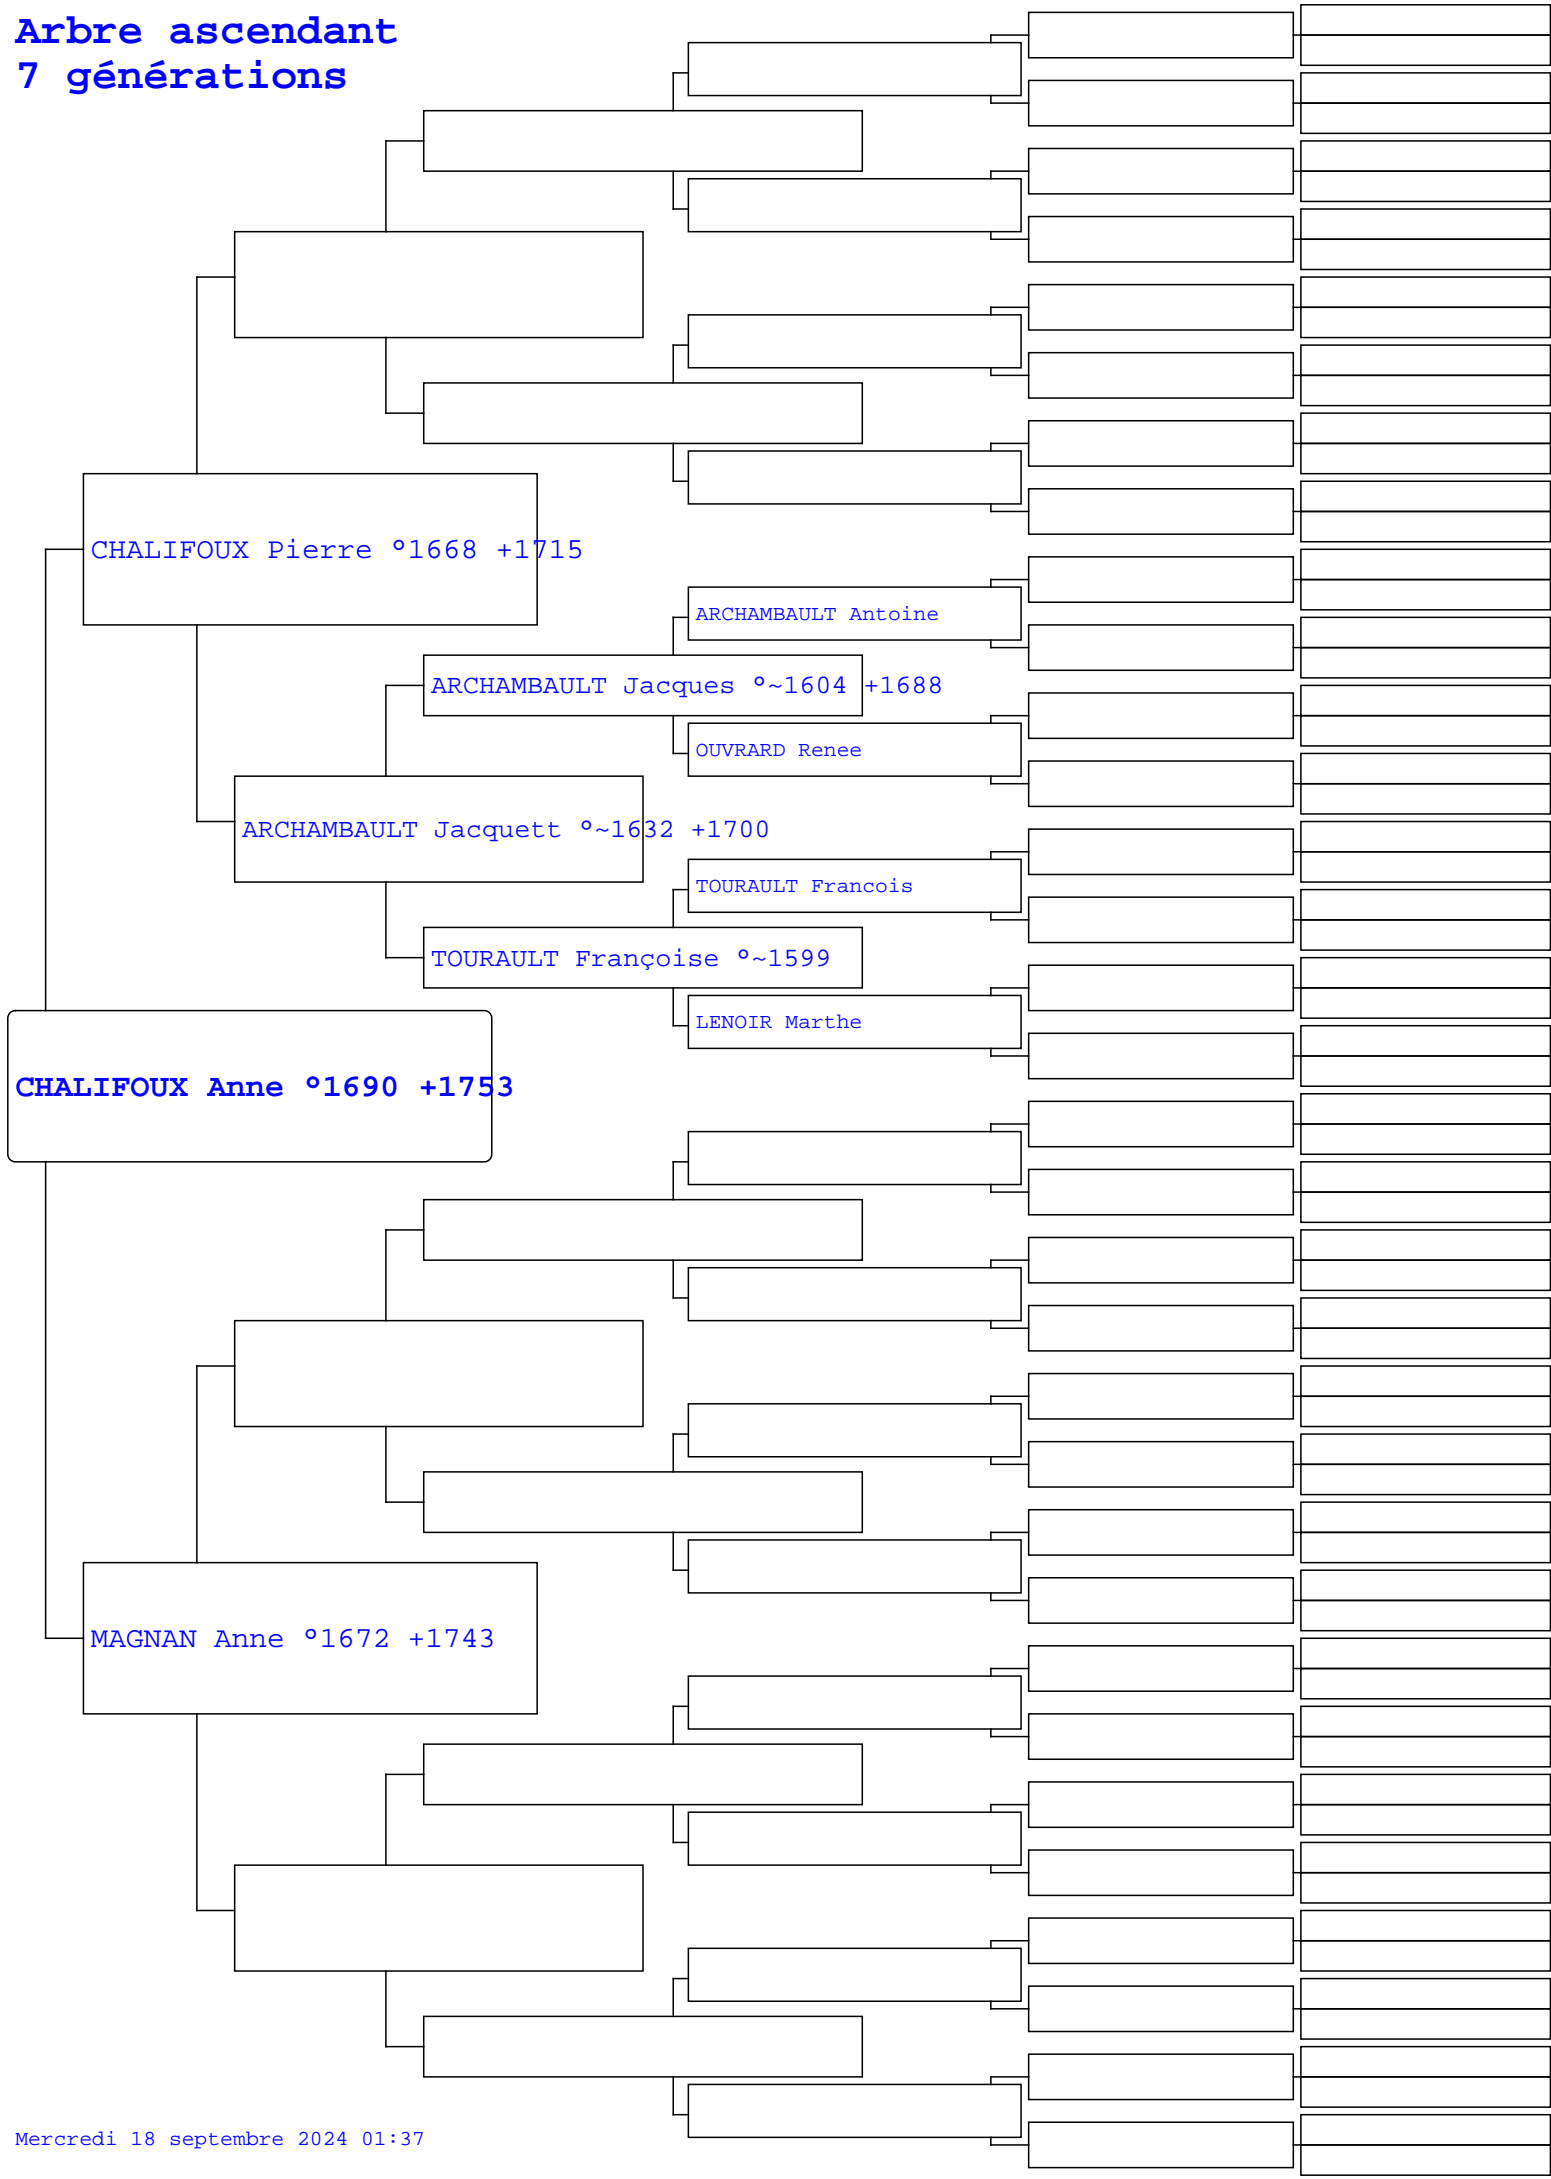 Arbre ascendant
7 générations
CHALIFOUX Pierre °1668 +1715
ARCHAMBAULT Antoine
ARCHAMBAULT Jacques °~1604 +1688
OUVRARD Renee
ARCHAMBAULT Jacquett °~1632 +1700
TOURAULT Francois
TOURAULT Françoise °~1599
LENOIR Marthe
CHALIFOUX Anne °1690 +1753
MAGNAN Anne °1672 +1743
Mercredi 18 septembre 2024 01:37